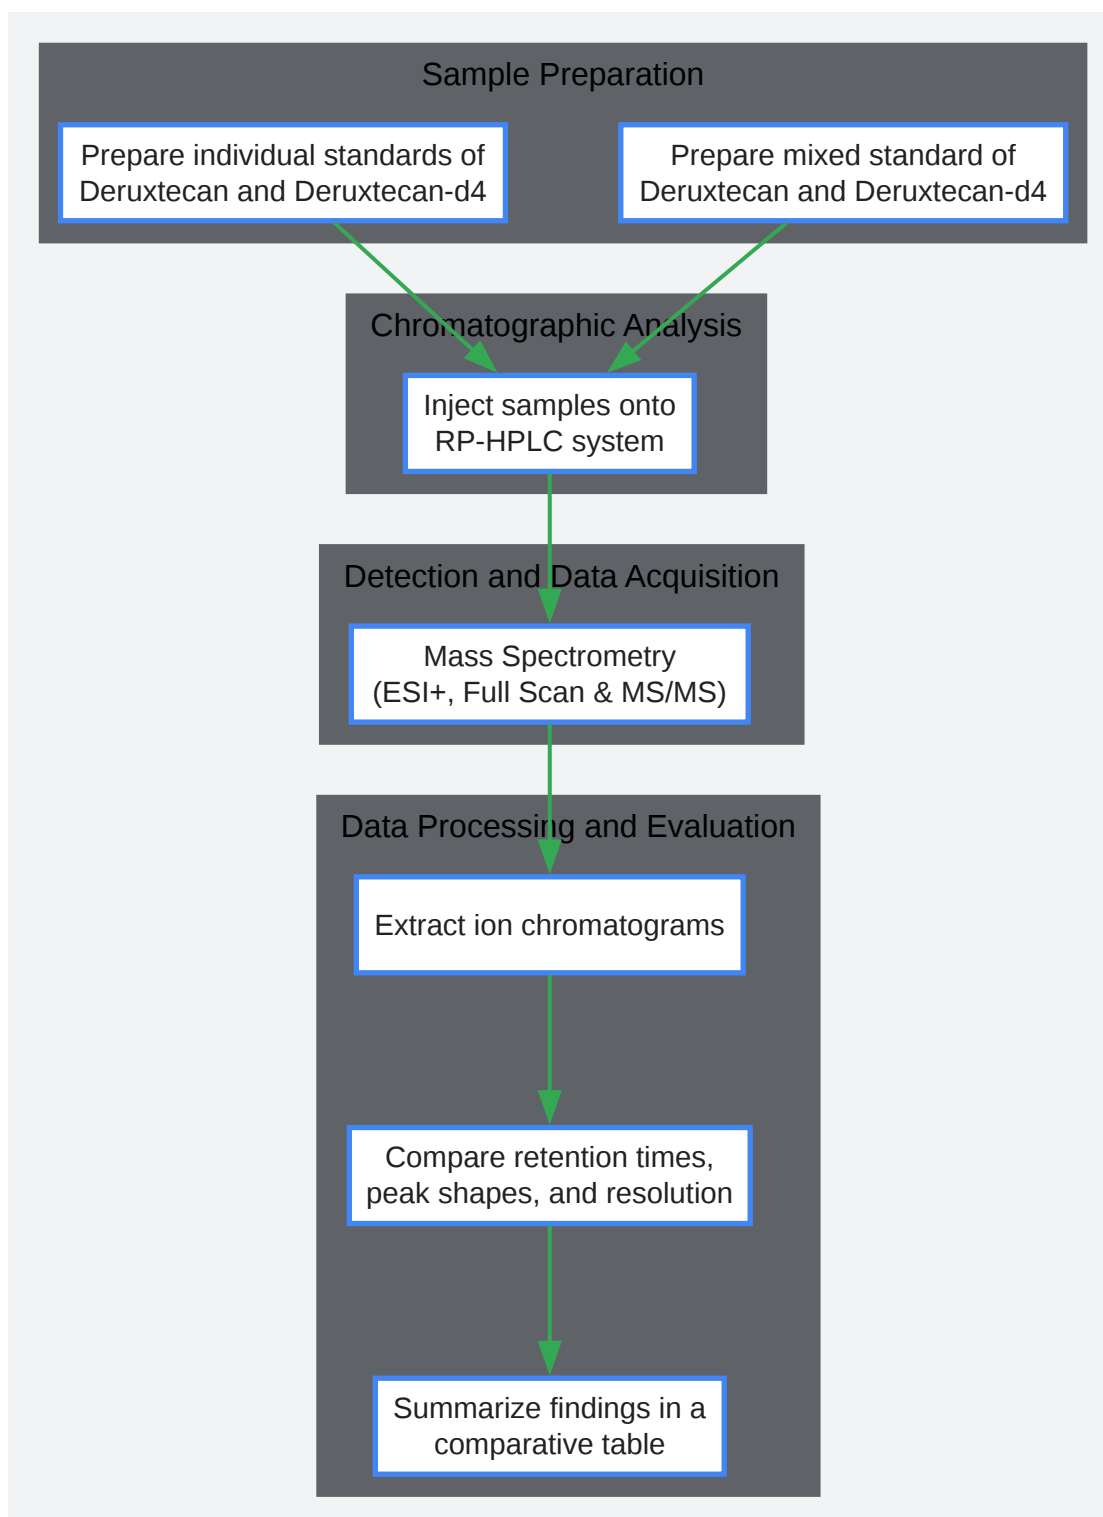 Sample Preparation
Prepare individual standards of
Deruxtecan and Deruxtecan-d4
Prepare mixed standard of
Deruxtecan and Deruxtecan-d4
Chromatographic Analysis
Inject samples onto
RP-HPLC system
Detection and Data Acquisition
Mass Spectrometry
(ESI+, Full Scan & MS/MS)
Data Processing and Evaluation
Extract ion chromatograms
Compare retention times,
peak shapes, and resolution
Summarize findings in a
comparative table